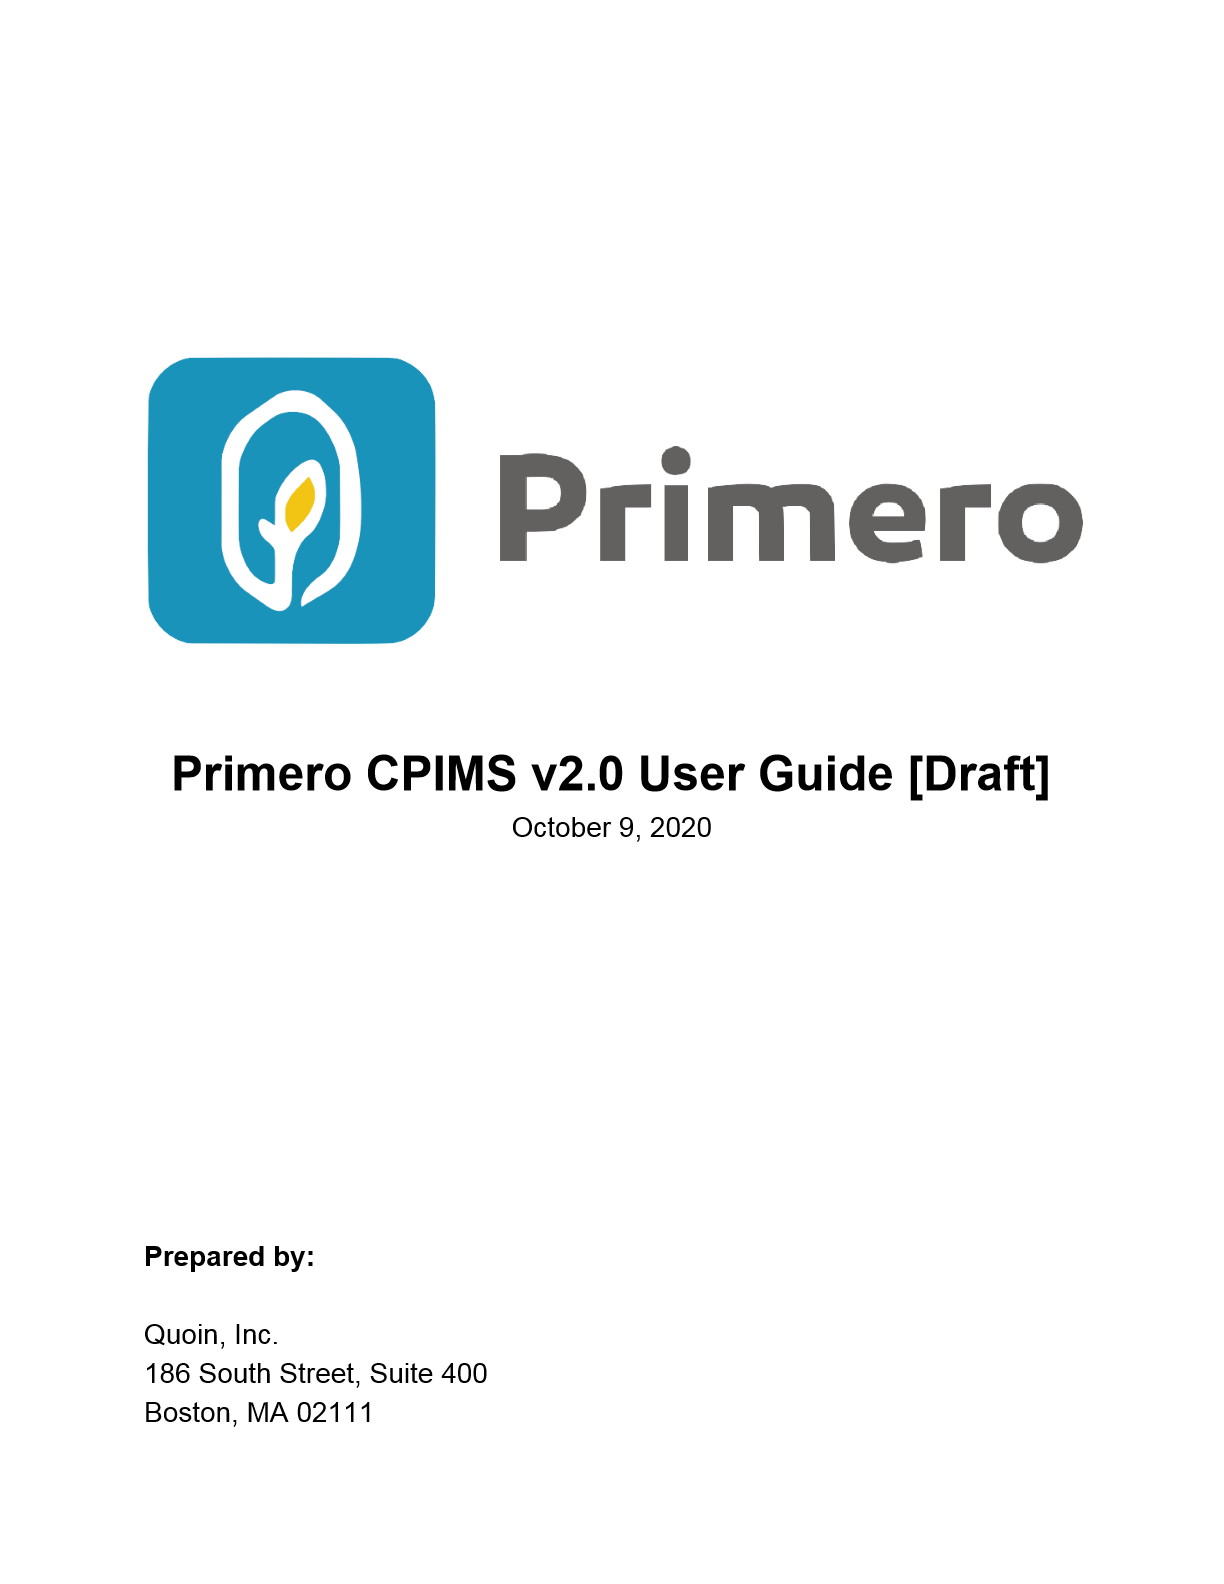 Primero
Primero CPIMS v2.0 User Guide [Draft]
October 9, 2020
Prepared by:
Quoin, Inc.
186 South Street, Suite 400
Boston, MA 02111